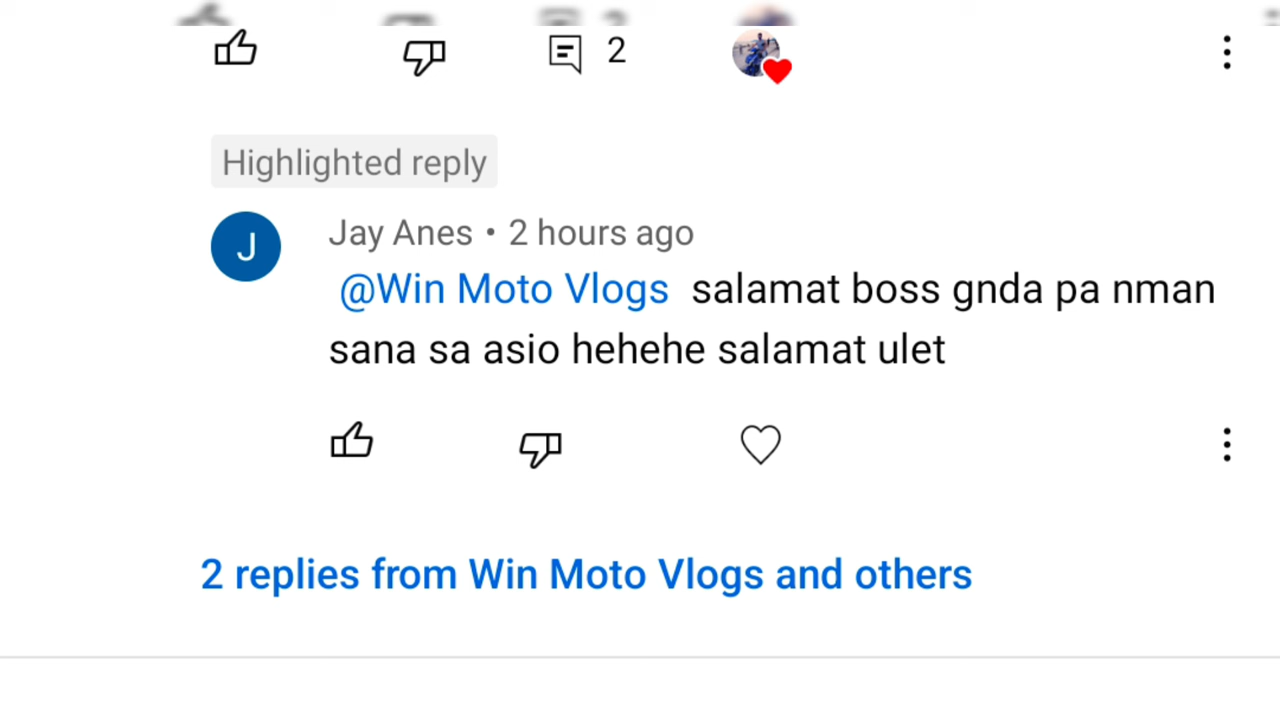 2
Highlighted reply
J
Jay Anes • 2 hours ago
@Win Moto Vlogs salamat boss gnda pa nman
sana sa asio hehehe salamat ulet
2 replies from Win Moto Vlogs and others